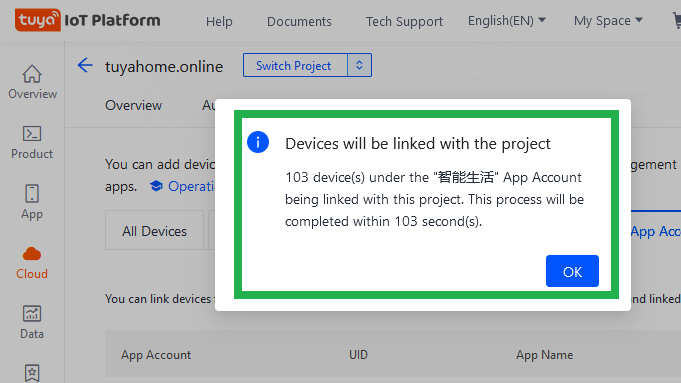 tuya IoT Platform
Help
Documents
Tech Support
English(EN)
My Space
tuyahome.online
Switch Project
Overview
Overview
Product
App
Cloud
Data
You can add devic
gement
apps.
Operati
All Devices
App Acc
You can link devices
nd linked
App Account
UID
App Name
Devices will be linked with the project
103 device(s) under the "智能生活" App Account
being linked with this project. This process will be
completed within 103 second(s).
OK